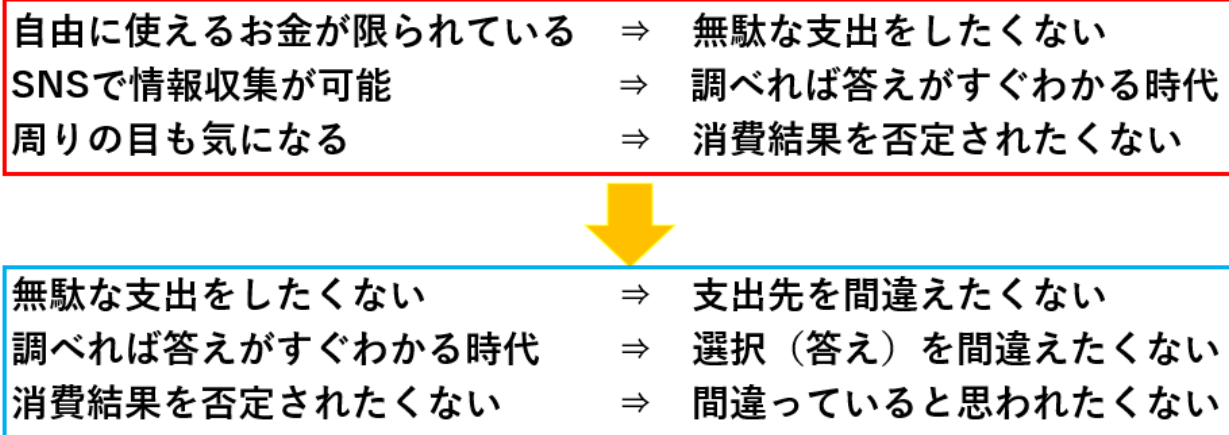 自由に使えるお金が限られている ⇒ 無駄な支出をしたくない
SNSで情報収集が可能 ⇒ 調べれば答えがすぐわかる時代
周りの目も気になる ⇒ 消費結果を否定されたくない
無駄な支出をしたくない ⇒ 支出先を間違えたくない
調べれば答えがすぐわかる時代 ⇒ 選択（答え）を間違えたくない
消費結果を否定されたくない ⇒ 間違っていると思われたくない